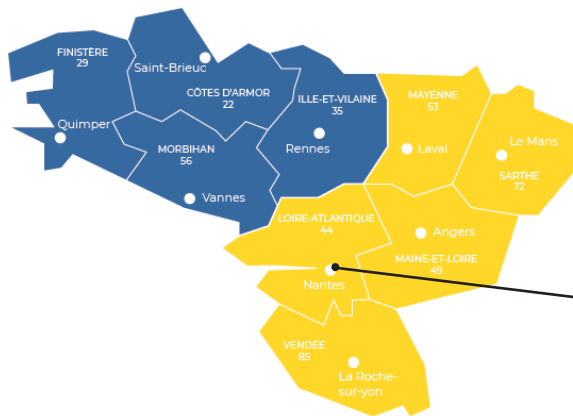 FINISTÈRE
29
Quimper
Saint-Brieuc
CÔTES D'ARMOR
22
MORBIHAN
56
Vannes
ILLE-ET-VILAINE
35
Rennes
MAYENNE
53
Laval
Le Mans
SARTHE
72
LOIRE-ATLANTIQUE
44
Nantes
Angers
MAINE-ET-LOIRE
49
VENDÉE
85
La Roche-
sur-yon